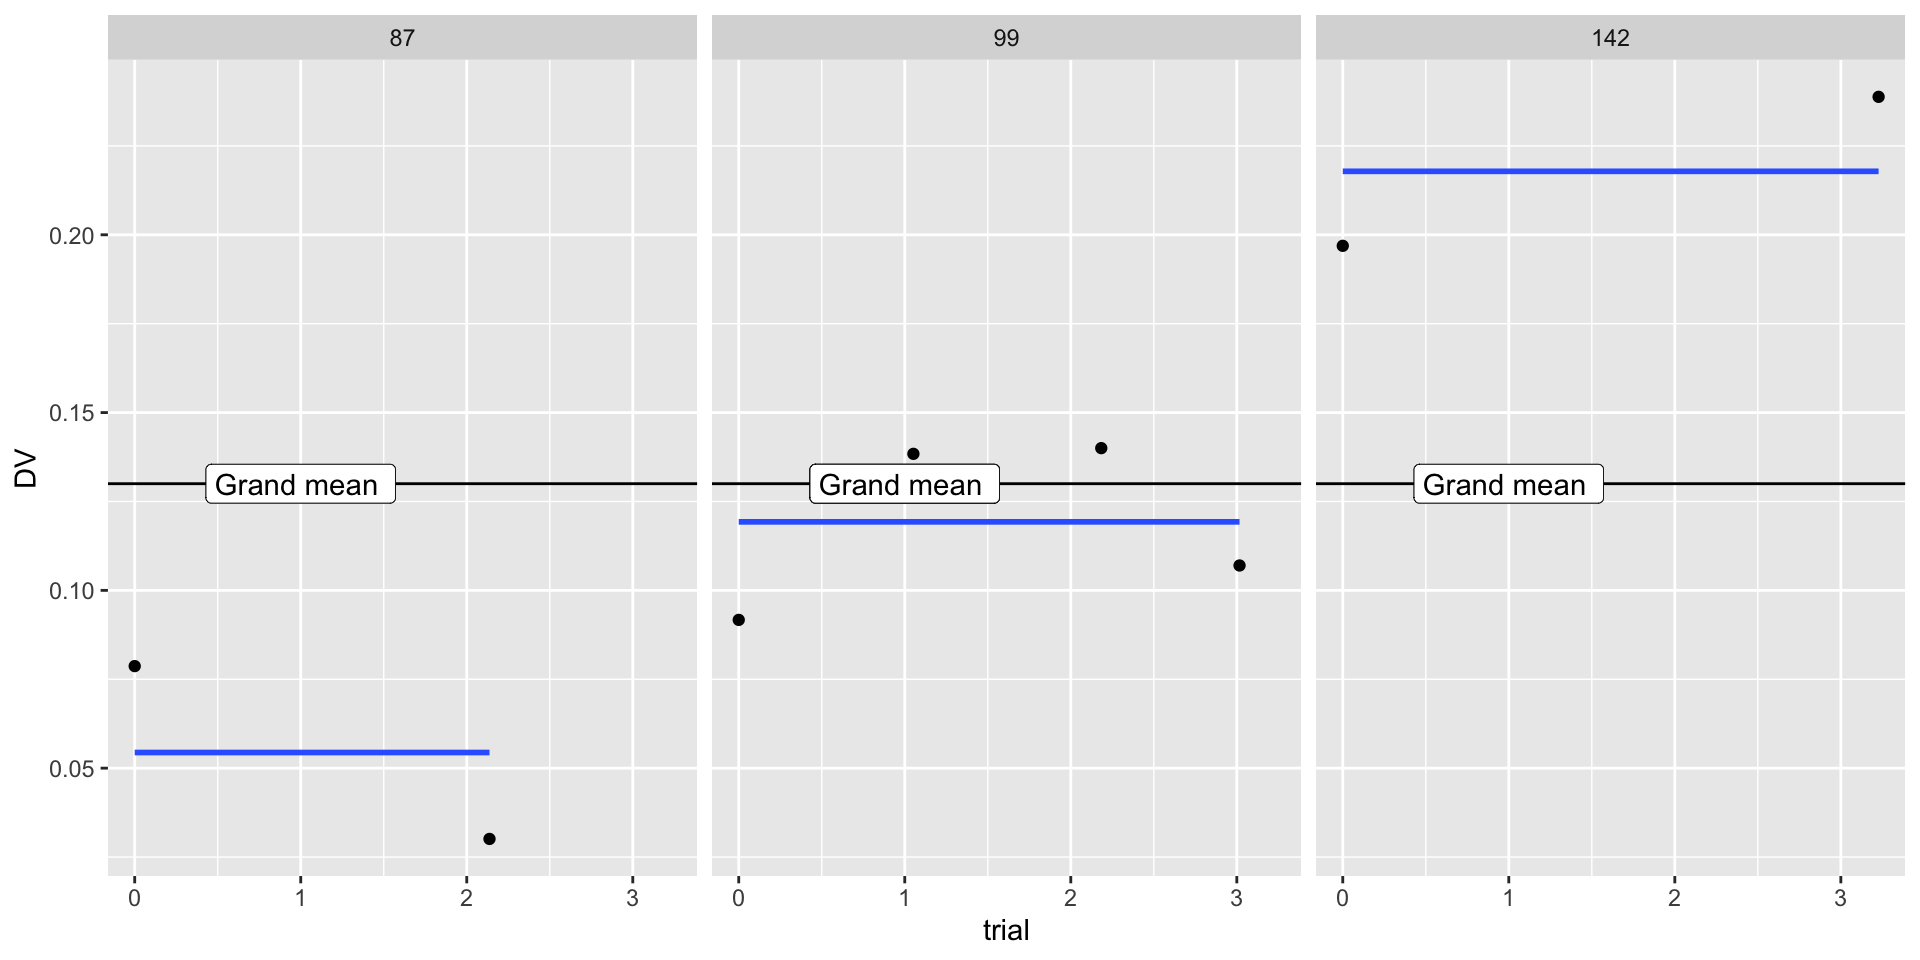 87
99
142
DV
0.20
0.15
0.10
0.05
Grand mean
Grand mean
Grand mean
0 1 2 3
0 1 2 3
0 1 2 3
trial